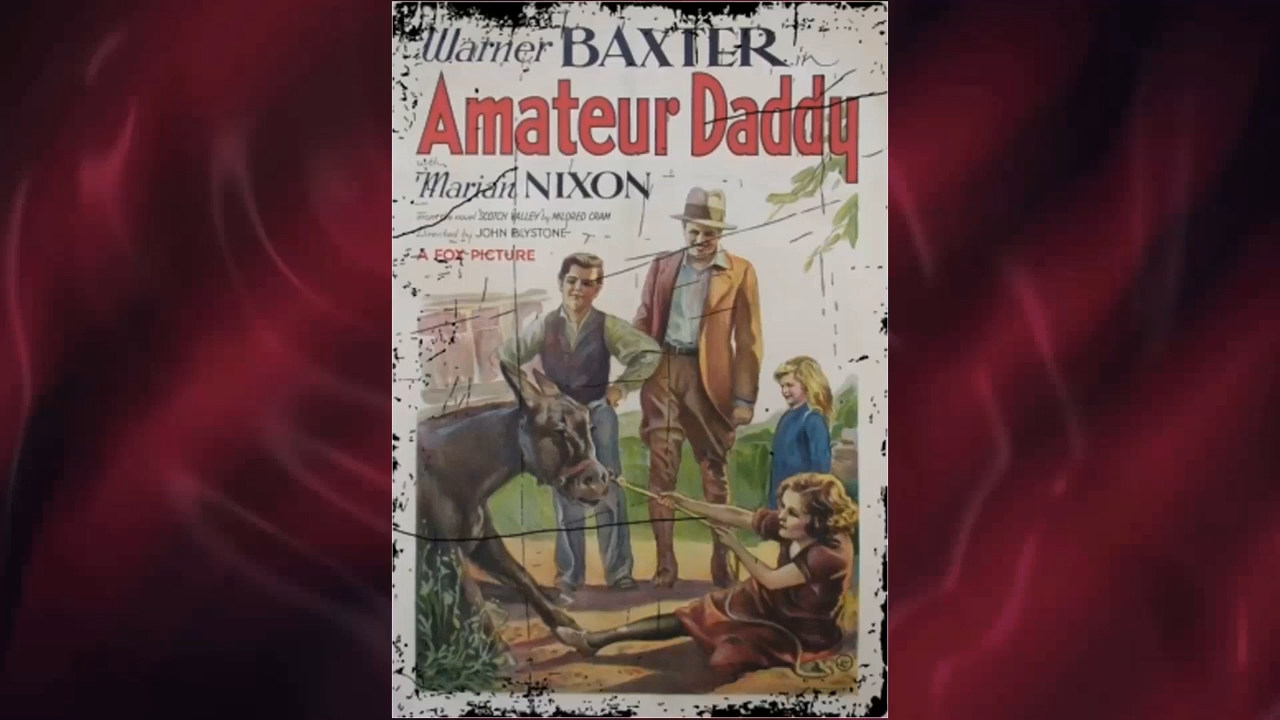 Warner BAXTER in
Amateur Daddy
with
Marian NIXON
From the novel "SCOTCH VALLEY" by MILDRED CRAM
Directed by JOHN BLYSTONE
A FOX PICTURE